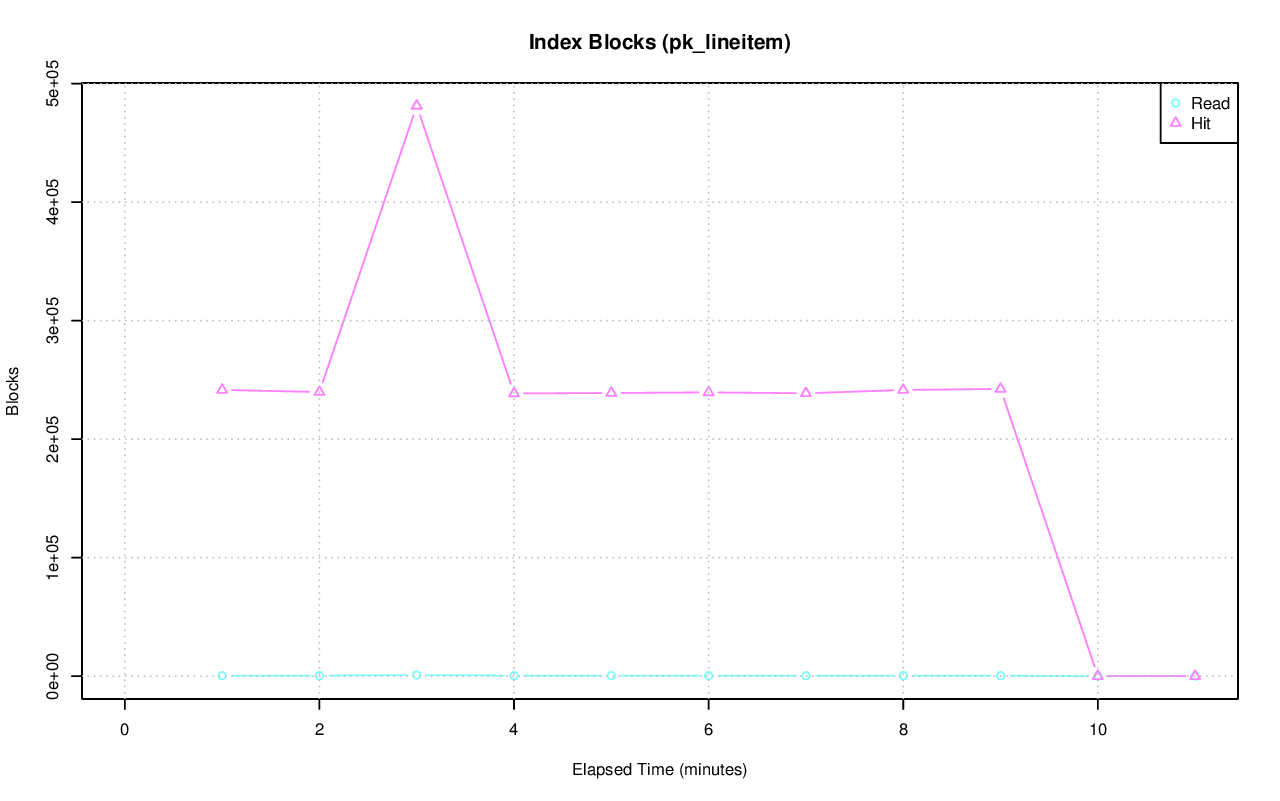 Index Blocks (pk_lineitem)
Read
Hit
Blocks
5e+05
4e+05
3e+05
2e+05
1e+05
0e+00
0 2 4 6 8 10
Elapsed Time (minutes)